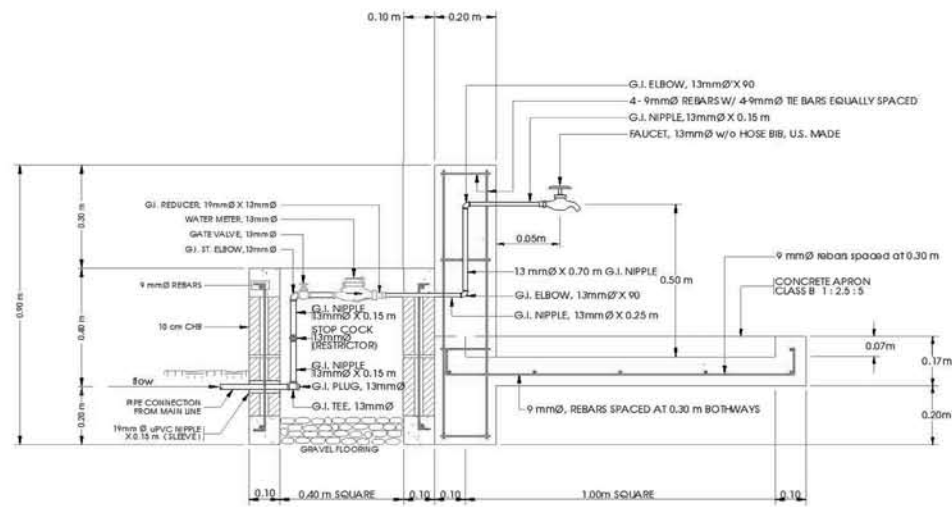 0.10 m
0.20 m
G.I. ELBOW, 13mmØ X 90
4 - 9mmØ REBARS W/ 4-9mmØ TIE BARS EQUALLY SPACED
G.I. NIPPLE, 13mmØ X 0.15 m
FAUCET, 13mmØ w/o HOSE BIB, U.S. MADE
G.I. REDUCER, 19mmØ X 13mmØ
WATER METER, 13mmØ
GATE VALVE, 13mmØ
G.I. ST. ELBOW, 13mmØ
0.30 m
0.90 m
0.40 m
0.20 m
9 mmØ REBARS
10 cm CHB
flow
PIPE CONNECTION
FROM MAIN LINE
19mm Ø uPVC NIPPLE
X 0.15 m (SLEEVE)
G.I. NIPPLE
13mmØ X 0.15 m
STOP COCK
13mmØ
(RESTRICTOR)
G.I. NIPPLE
13mmØ X 0.15 m
G.I. PLUG, 13mmØ
G.I. TEE, 13mmØ
GRAVEL FLOORING
0.05m
13 mmØ X 0.70 m G.I. NIPPLE
0.50 m
G.I. ELBOW, 13mmØ X 90
G.I. NIPPLE, 13mmØ X 0.25 m
9 mmØ rebars spaced at 0.30 m
CONCRETE APRON
CLASS B 1 : 2.5 : 5
0.07m
0.17m
0.20m
9 mmØ, REBARS SPACED AT 0.30 m BOTHWAYS
0.10
0.40 m SQUARE
0.10
0.10
1.00m SQUARE
0.10